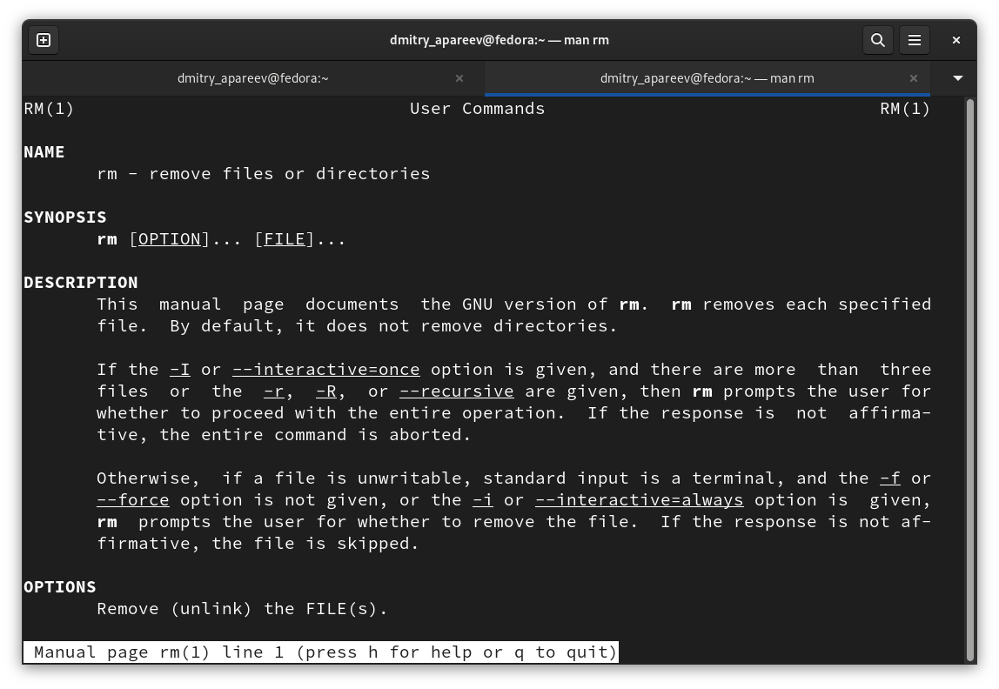 dmitry_apareev@fedora:~ — man rm
dmitry_apareev@fedora:~
dmitry_apareev@fedora:~ — man rm
RM(1) User Commands RM(1)
NAME
rm - remove files or directories
SYNOPSIS
rm [OPTION]... [FILE]...
DESCRIPTION
This  manual  page  documents  the GNU version of rm.  rm removes each specified
file.  By default, it does not remove directories.
If the -I or --interactive=once option is given, and there are more  than  three
files  or  the  -r,  -R,  or --recursive are given, then rm prompts the user for
whether to proceed with the entire operation.  If the response is  not  affirma-
tive, the entire command is aborted.
Otherwise,  if a file is unwritable, standard input is a terminal, and the -f or
--force option is not given, or the -i or --interactive=always option is  given,
rm  prompts the user for whether to remove the file.  If the response is not af-
firmative, the file is skipped.
OPTIONS
Remove (unlink) the FILE(s).
Manual page rm(1) line 1 (press h for help or q to quit)